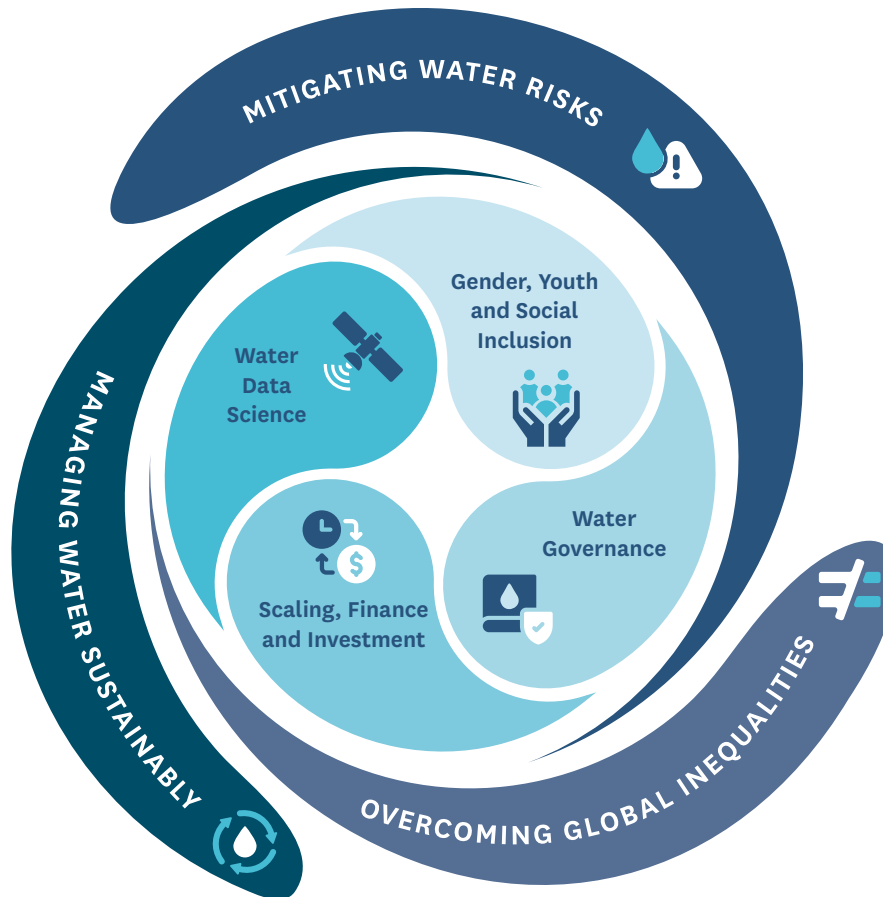 MITIGATING WATER RISKS
Gender, Youth
and Social
Inclusion
Water
Data
Science
Water
Governance
Scaling, Finance
and Investment
$
MANAGING WATER SUSTAINABLY
OVERCOMING GLOBAL INEQUALITIES